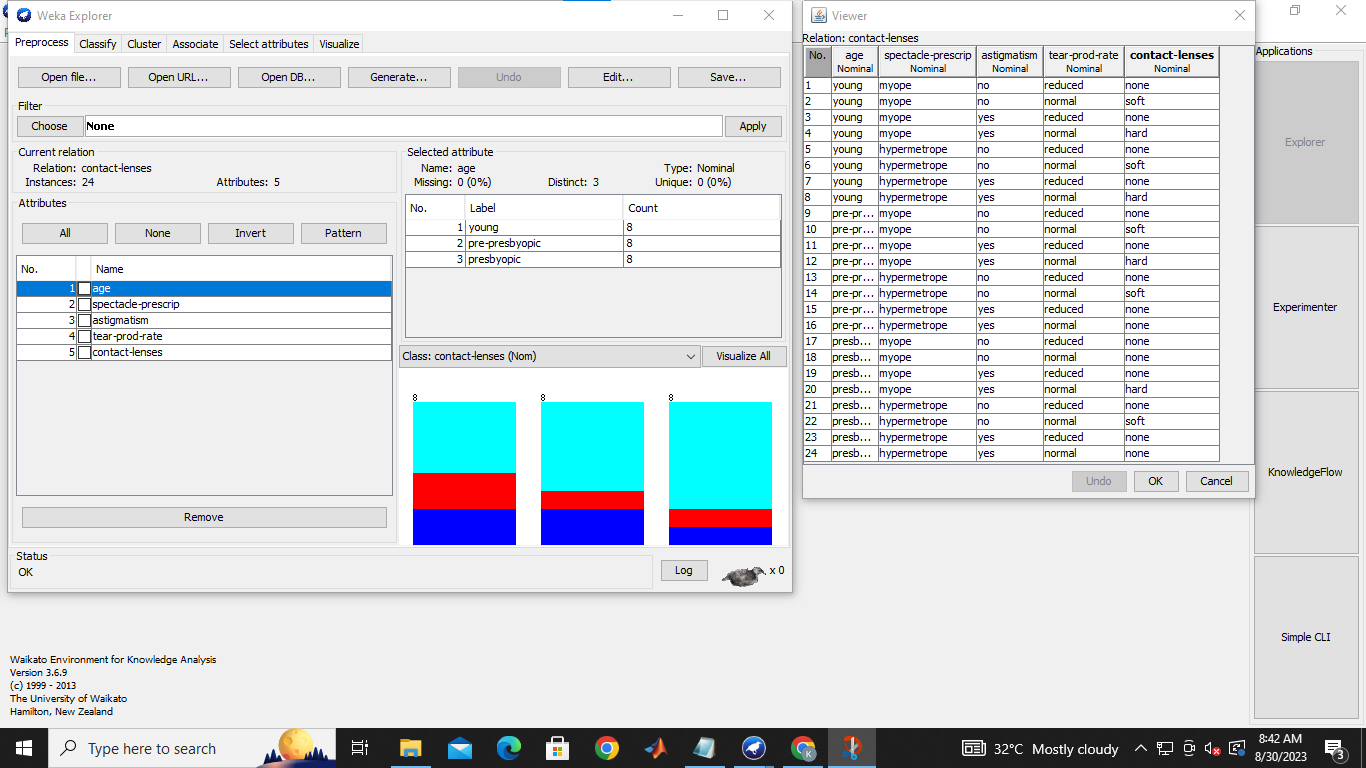 Weka Explorer
Preprocess Classify Cluster Associate Select attributes Visualize
Open file... Open URL... Open DB... Generate... Undo Edit... Save...
Filter
Choose None Apply
Current relation
Relation: contact-lenses
Instances: 24 Attributes: 5
Attributes
All None Invert Pattern
No. Name
1 age
2 spectacle-prescrip
3 astigmatism
4 tear-prod-rate
5 contact-lenses
Remove
Selected attribute
Name: age Type: Nominal
Missing: 0 (0%) Distinct: 3 Unique: 0 (0%)
No. Label Count
1 young 8
2 pre-presbyopic 8
3 presbyopic 8
Class: contact-lenses (Nom) Visualize All
8 8 8
Status
OK
Log x 0
Viewer
Relation: contact-lenses
No. age spectacle-prescrip astigmatism tear-prod-rate contact-lenses
Nominal Nominal Nominal Nominal Nominal
1 young myope no reduced none
2 young myope no normal soft
3 young myope yes reduced none
4 young myope yes normal hard
5 young hypermetrope no reduced none
6 young hypermetrope no normal soft
7 young hypermetrope yes reduced none
8 young hypermetrope yes normal hard
9 pre-pr... myope no reduced none
10 pre-pr... myope no normal soft
11 pre-pr... myope yes reduced none
12 pre-pr... myope yes normal hard
13 pre-pr... hypermetrope no reduced none
14 pre-pr... hypermetrope no normal soft
15 pre-pr... hypermetrope yes reduced none
16 pre-pr... hypermetrope yes normal none
17 presb... myope no reduced none
18 presb... myope no normal none
19 presb... myope yes reduced none
20 presb... myope yes normal hard
21 presb... hypermetrope no reduced none
22 presb... hypermetrope no normal soft
23 presb... hypermetrope yes reduced none
24 presb... hypermetrope yes normal none
Undo OK Cancel
Applications
Explorer
Experimenter
KnowledgeFlow
Simple CLI
Waikato Environment for Knowledge Analysis
Version 3.6.9
(c) 1999 - 2013
The University of Waikato
Hamilton, New Zealand
Type here to search
K
32°C Mostly cloudy
8:42 AM
8/30/2023
3